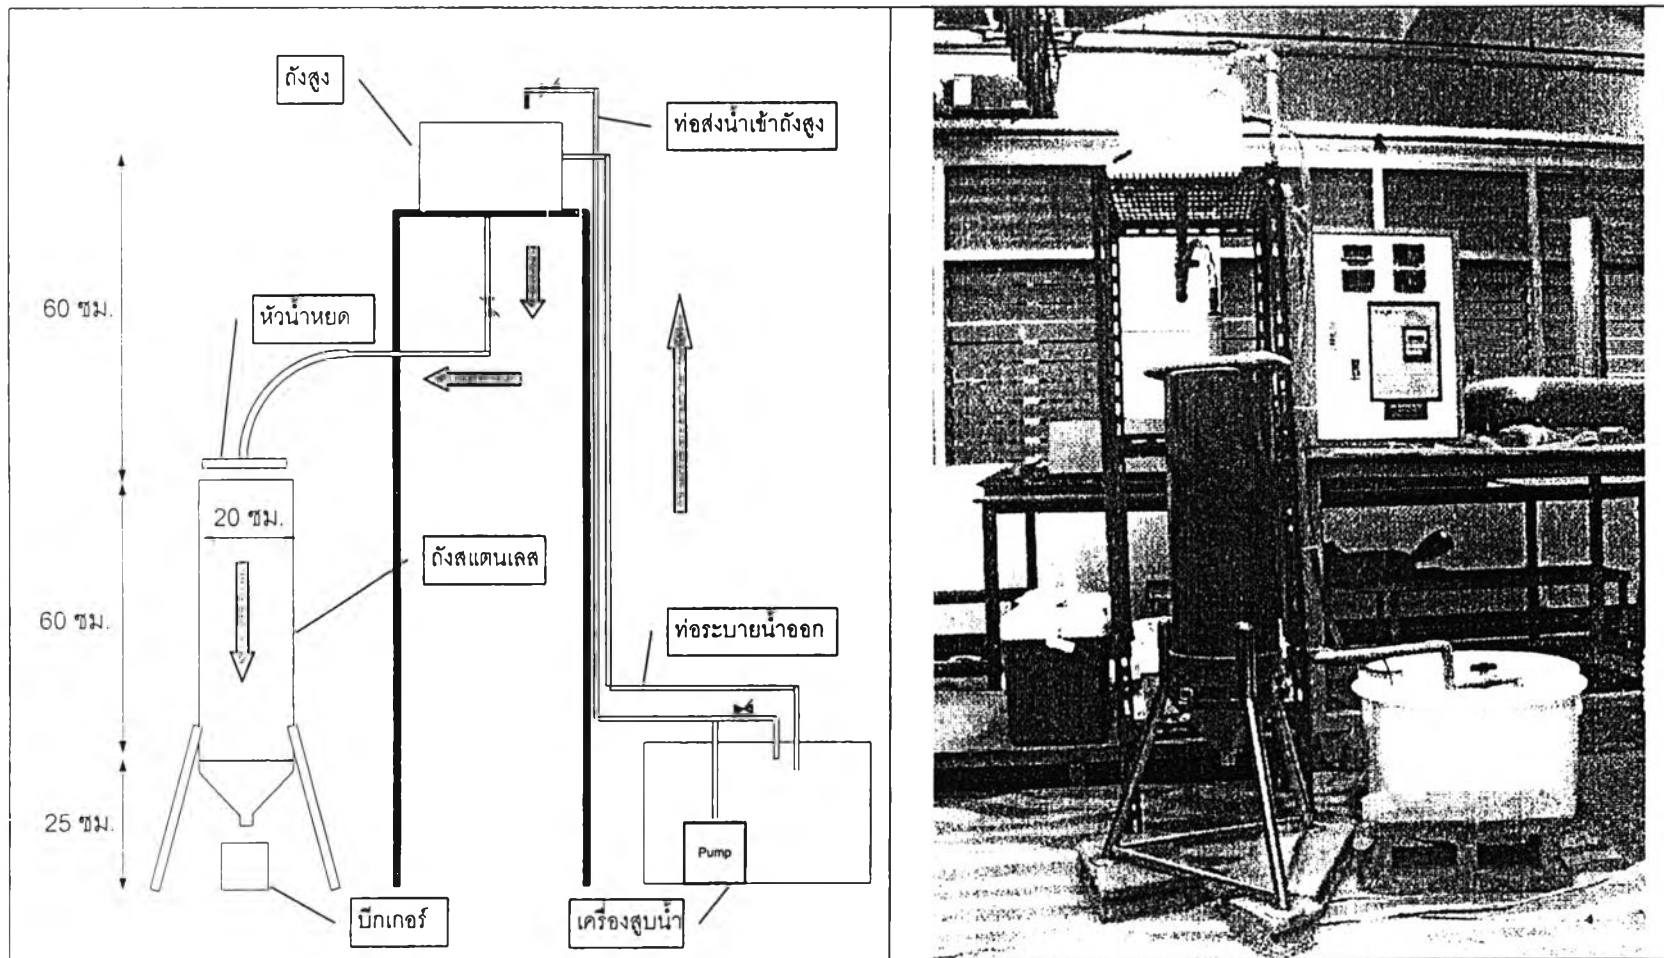 ถังสูง
ท่อส่งน้ำเข้าถังสูง
60 ซม.
หัวน้ำหยด
20 ซม.
ถังสแตนเลส
60 ซม.
ท่อระบายน้ำออก
25 ซม.
Pump
บีกเกอร์
เครื่องสูบน้ำ